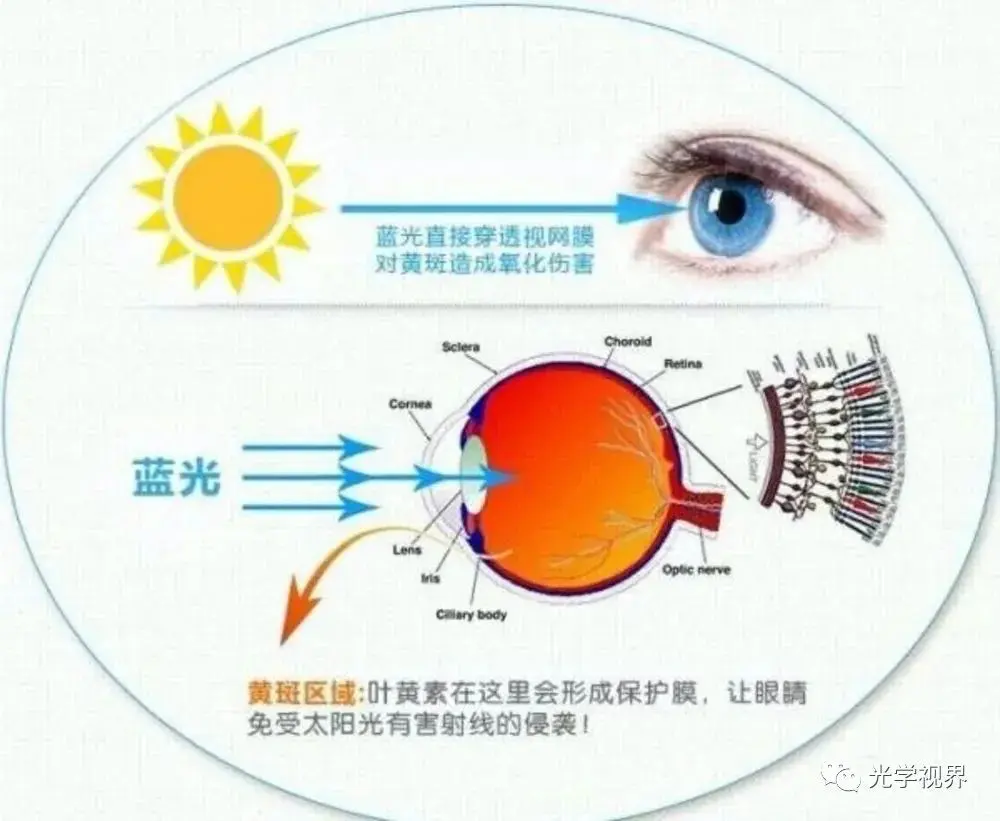 蓝光直接穿透视网膜
对黄斑造成氧化伤害
Choroid
Sclera
Retina
Cornea
蓝光
LIGHT
Lens
Iris
Optic nerve
Ciliary body
黄斑区域:叶黄素在这里会形成保护膜，让眼睛
免受太阳光有害射线的侵袭！
光学视界